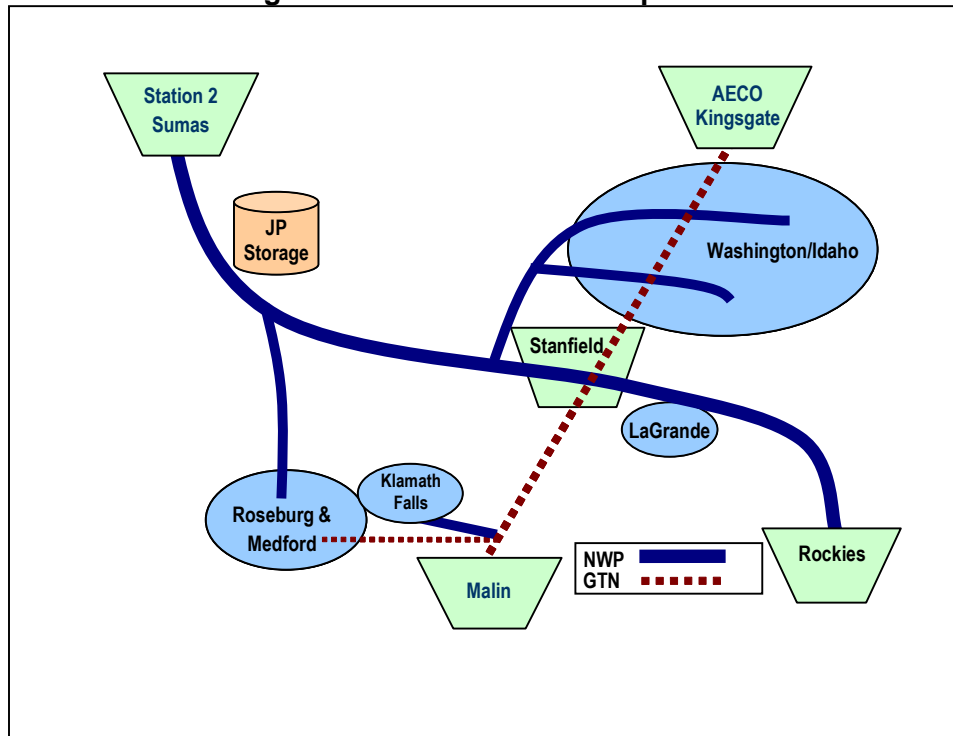 Station 2
Sumas
AECO
Kingsgate
JP
Storage
Washington/Idaho
Stanfield
LaGrande
Klamath
Falls
Roseburg &
Medford
Malin
NWP
GTN
Rockies